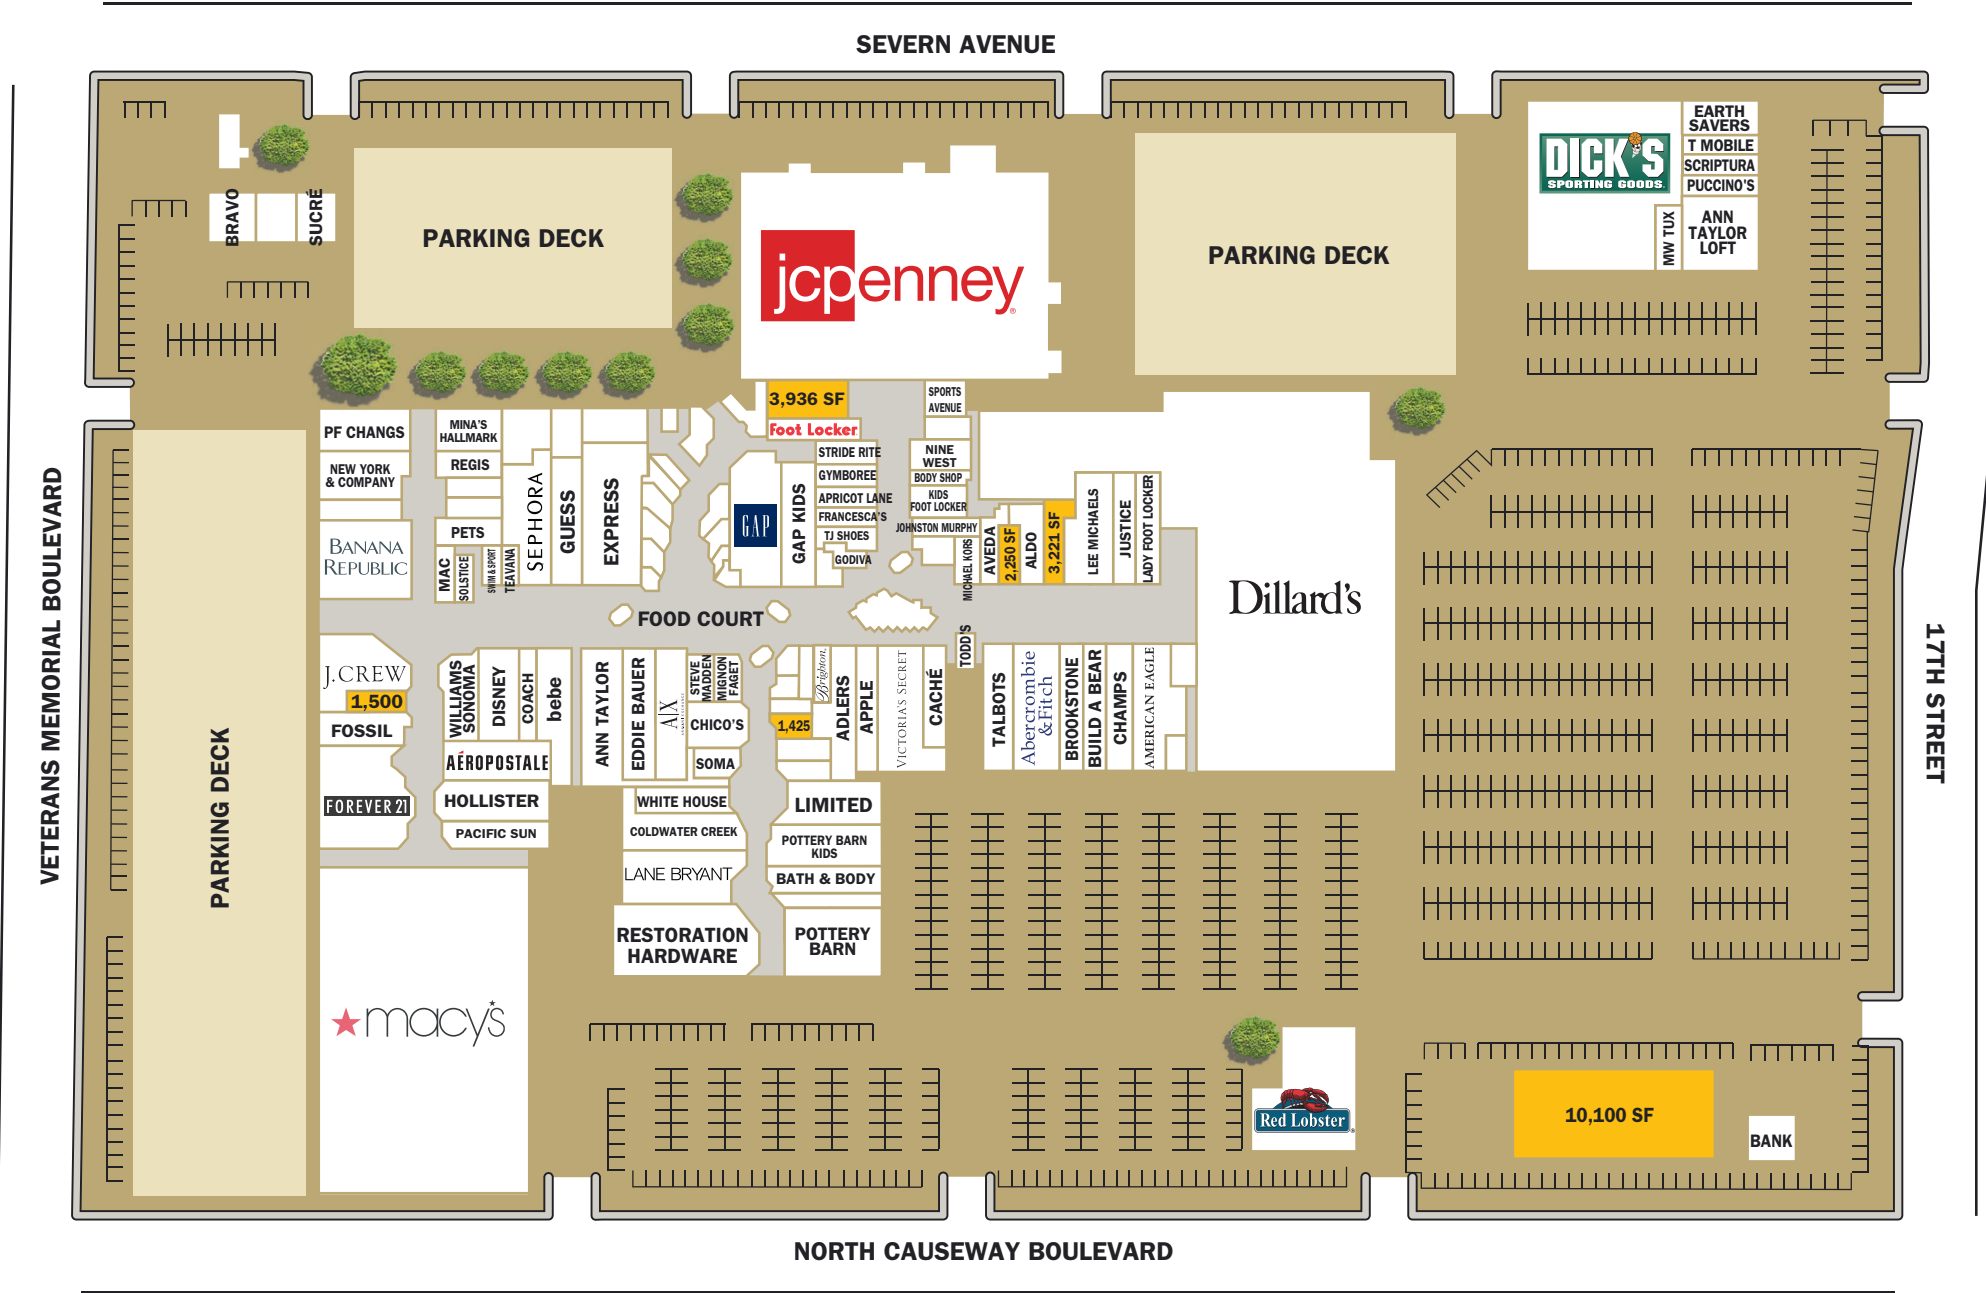 SEVERN AVENUE
EARTH
SAVERS
T MOBILE
SCRIPTURA
PUCCINO'S
DICK'S
SPORTING GOODS
MW TUX
ANN
TAYLOR
LOFT
BRAVO
SUCRÉ
PARKING DECK
jcpenney
PARKING DECK
3,936 SF
Foot Locker
SPORTS
AVENUE
PF CHANGS
MINA'S
HALLMARK
NEW YORK
& COMPANY
REGIS
SEPHORA
GUESS
EXPRESS
PETS
BANANA
REPUBLIC
MAC
SOLSTICE
SWIM & SPORT
TEAVANA
GAP
GAP KIDS
STRIDE RITE
GYMBOREE
APRICOT LANE
FRANCESCA'S
TJ SHOES
GODIVA
NINE
WEST
BODY SHOP
KIDS
FOOT LOCKER
JOHNSTON MURPHY
MICHAEL KORS
AVEDA
2,250 SF
ALDO
3,221 SF
LEE MICHAELS
JUSTICE
LADY FOOT LOCKER
Dillard's
FOOD COURT
TODD'S
J.CREW
1,500
FOSSIL
FOREVER 21
WILLIAMS
SONOMA
DISNEY
COACH
bebe
AÉROPOSTALE
HOLLISTER
PACIFIC SUN
ANN TAYLOR
EDDIE BAUER
A|X
STEVE
MADDEN
MIGNON
FAGET
CHICO'S
SOMA
WHITE HOUSE
COLDWATER CREEK
LANE BRYANT
RESTORATION
HARDWARE
Brighton
1,425
ADLERS
APPLE
VICTORIA'S SECRET
CACHÉ
LIMITED
POTTERY BARN
KIDS
BATH & BODY
POTTERY
BARN
TALBOTS
Abercrombie
& Fitch
BROOKSTONE
BUILD A BEAR
CHAMPS
AMERICAN EAGLE
VETERANS MEMORIAL BOULEVARD
PARKING DECK
17TH STREET
macy's
Red Lobster
10,100 SF
BANK
NORTH CAUSEWAY BOULEVARD